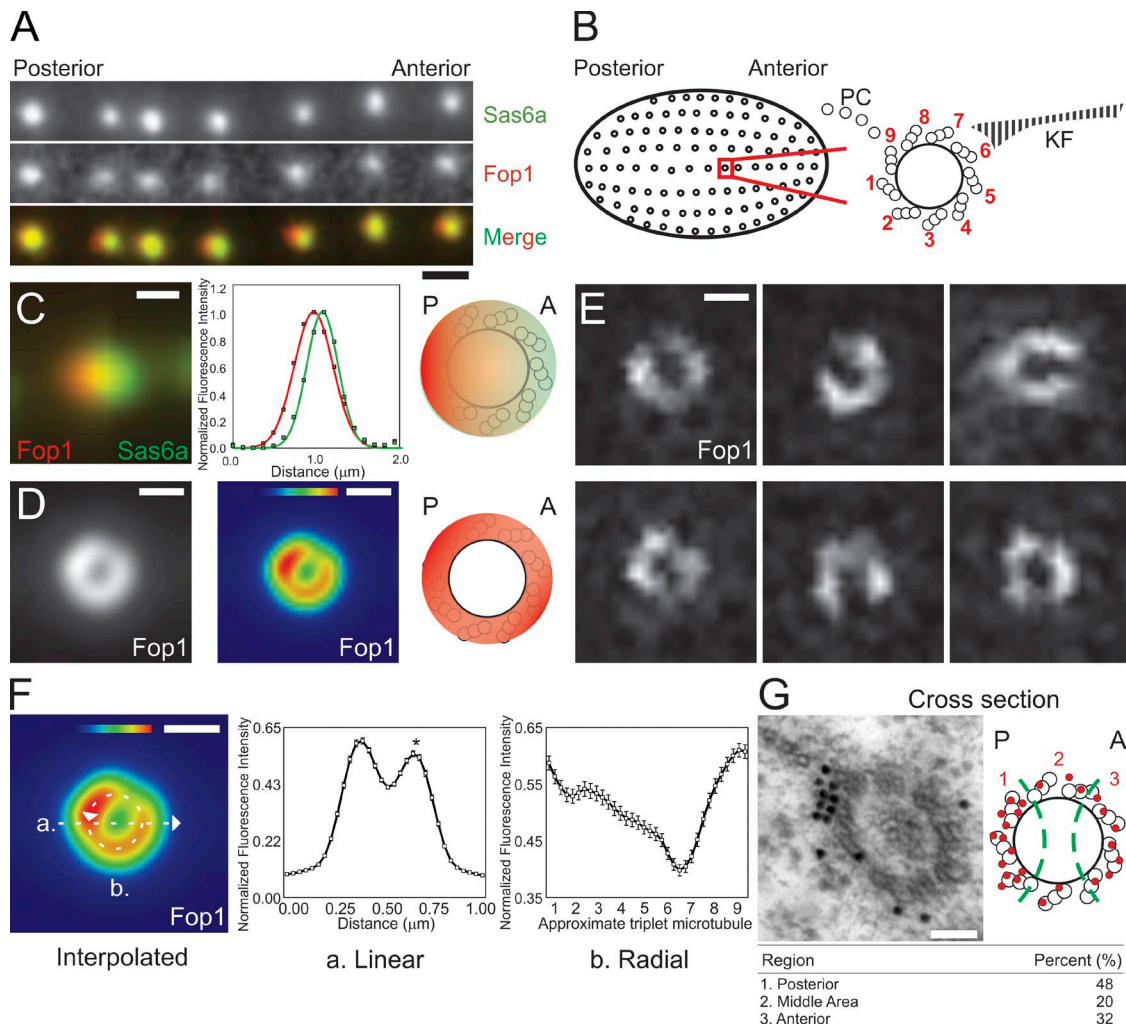 A
Posterior Anterior
Sas6a
Fop1
Merge
B
Posterior Anterior
PC
KF
1 2 3 4 5 6 7 8 9
C
Fop1 Sas6a
Normalized Fluorescence Intensity
1.2
1.0
0.8
0.6
0.4
0.2
0.0
0.0 1.0 2.0
Distance (μm)
P A
D
Fop1
Fop1
P A
E
Fop1
F
a.
b.
Fop1
Interpolated
Normalized Fluorescence Intensity
0.65
0.43
0.22
0.00
*
0.00 0.25 0.50 0.75 1.00
Distance (μm)
a. Linear
Normalized Fluorescence Intensity
0.65
0.55
0.45
0.35
1 2 3 4 5 6 7 8 9
Approximate triplet microtubule
b. Radial
G
Cross section
P A
1 2 3
Region Percent (%)
1. Posterior 48
2. Middle Area 20
3. Anterior 32